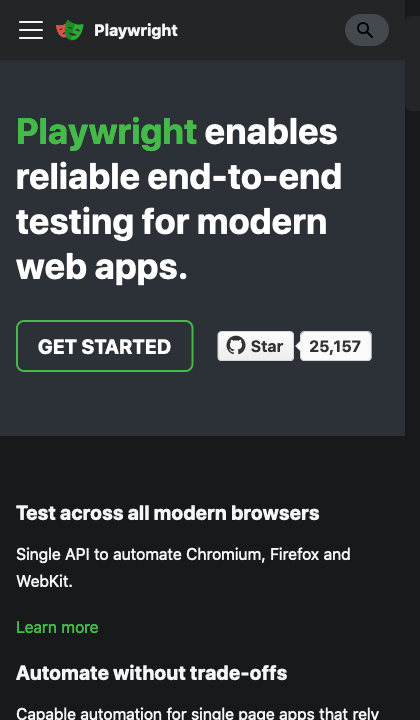 Playwright
Playwright enables
reliable end-to-end
testing for modern
web apps.
GET STARTED
Star
25,157
Test across all modern browsers
Single API to automate Chromium, Firefox and
WebKit.
Learn more
Automate without trade-offs
Capable automation for single page apps that rely